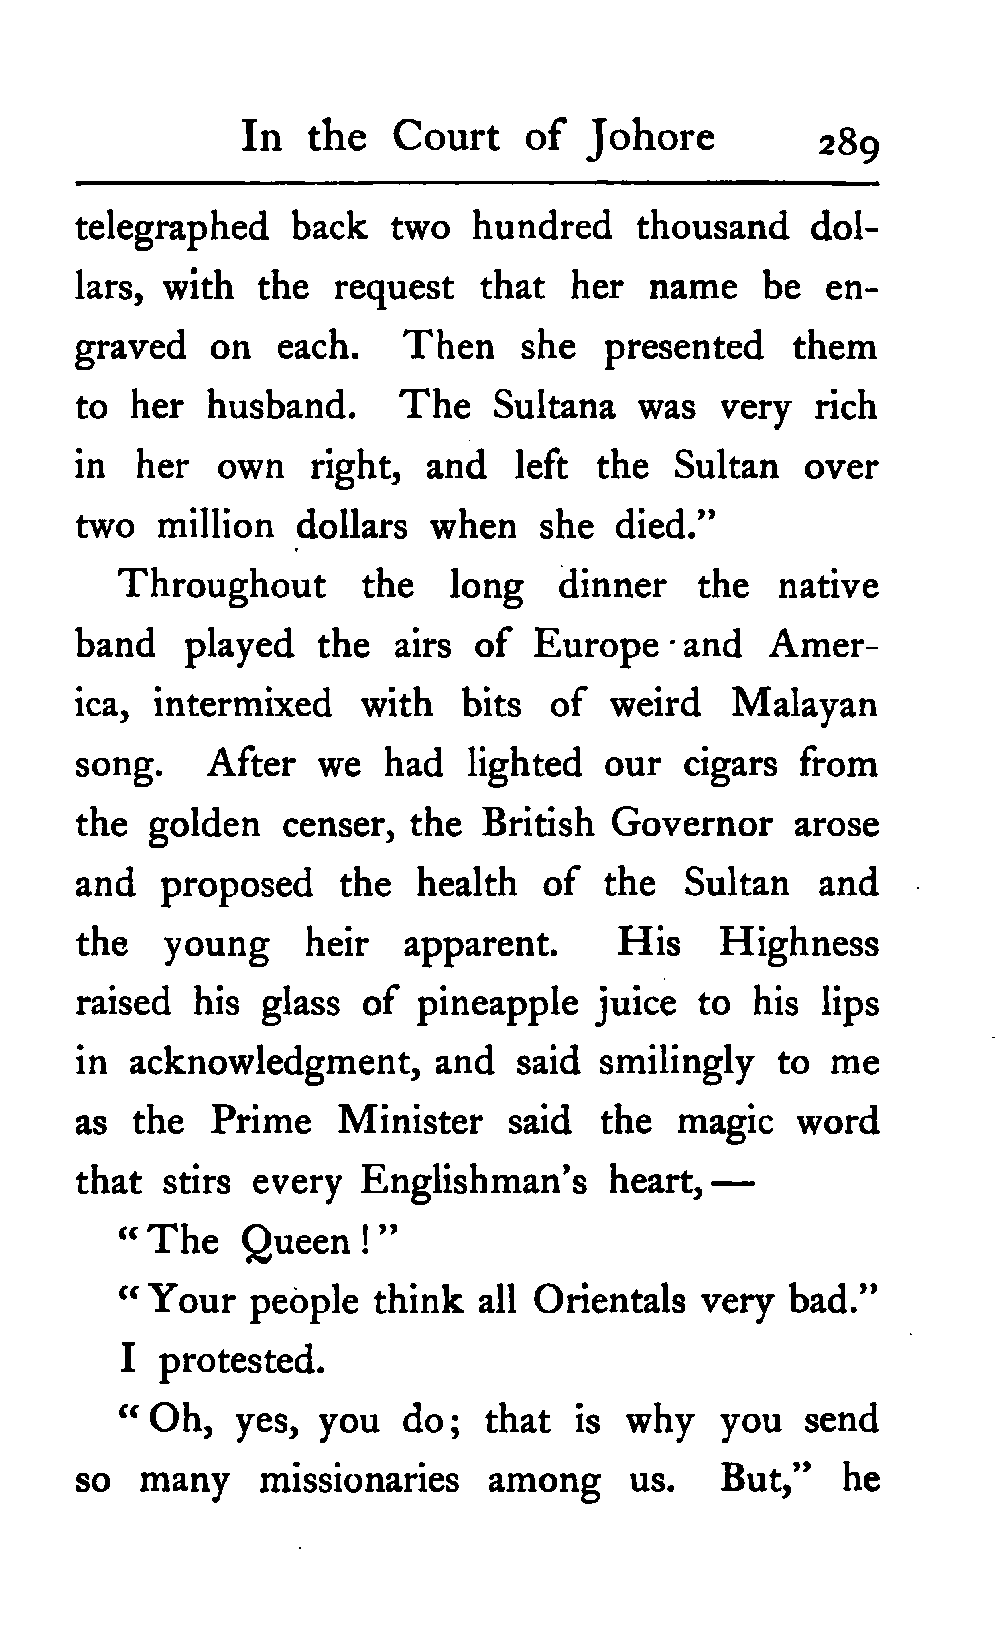 In the Court of Johore 289
telegraphed back two hundred thousand dol-
lars, with the request that her name be en-
graved on each. Then she presented them
to her husband. The Sultana was very rich
in her own right, and left the Sultan over
two million dollars when she died.”
Throughout the long dinner the native
band played the airs of Europe and Amer-
ica, intermixed with bits of weird Malayan
song. After we had lighted our cigars from
the golden censer, the British Governor arose
and proposed the health of the Sultan and
the young heir apparent. His Highness
raised his glass of pineapple juice to his lips
in acknowledgment, and said smilingly to me
as the Prime Minister said the magic word
that stirs every Englishman’s heart, —
“The Queen!”
“Your people think all Orientals very bad.”
I protested.
“Oh, yes, you do; that is why you send
so many missionaries among us. But,” he